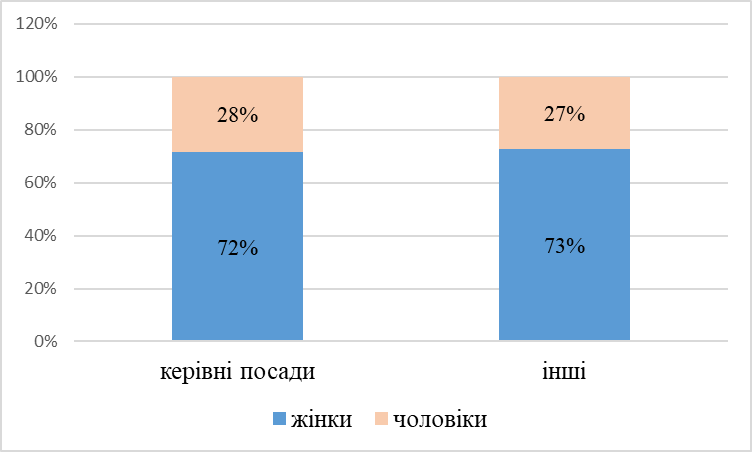 120%
100%
28%
27%
80%
60%
40%
72%
73%
20%
0%
керівні посади
інші
жінки
чоловіки